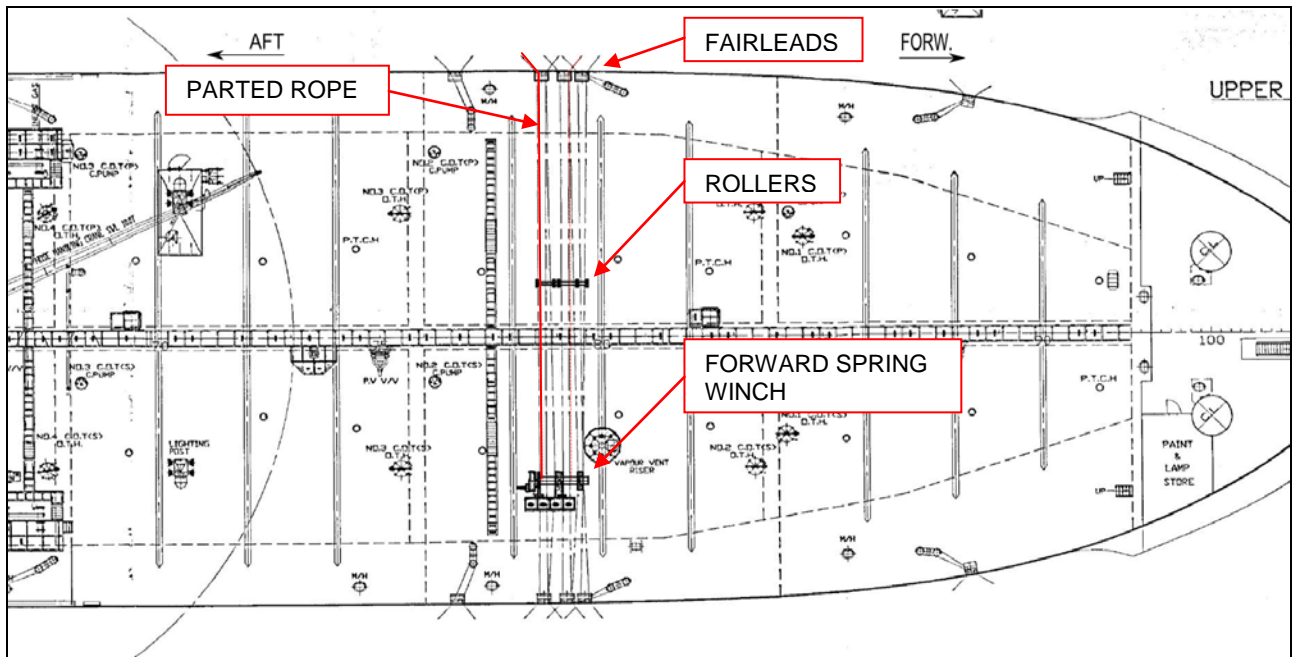 AFT
FAIRLEADS
FORW.
UPPER
PARTED ROPE
M/H
M/H
NO.3 C.O.T(P)
C.PUMP
NO.2 C.O.T(P)
C.PUMP
ROLLERS
UP
NO.4 C.O.T(P)
O.T.H.
NO.3 C.O.T(P)
O.T.H.
NO.2 C.O.T(P)
O.T.H.
P.T.C.H
NO.1 C.O.T(P)
O.T.H.
P.T.C.H
100
FORWARD SPRING
WINCH
NO.3 C.O.T(S)
C.PUMP
P.V V/V
NO.2 C.O.T(S)
C.PUMP
P.T.C.H
NO.4 C.O.T(S)
O.T.H.
LIGHTING
POST
NO.3 C.O.T(S)
O.T.H.
VAPOUR VENT
RISER
NO.2 C.O.T(S)
O.T.H.
NO.1 C.O.T(S)
O.T.H.
PAINT
&
LAMP
STORE
UP
M/H
M/H
M/H